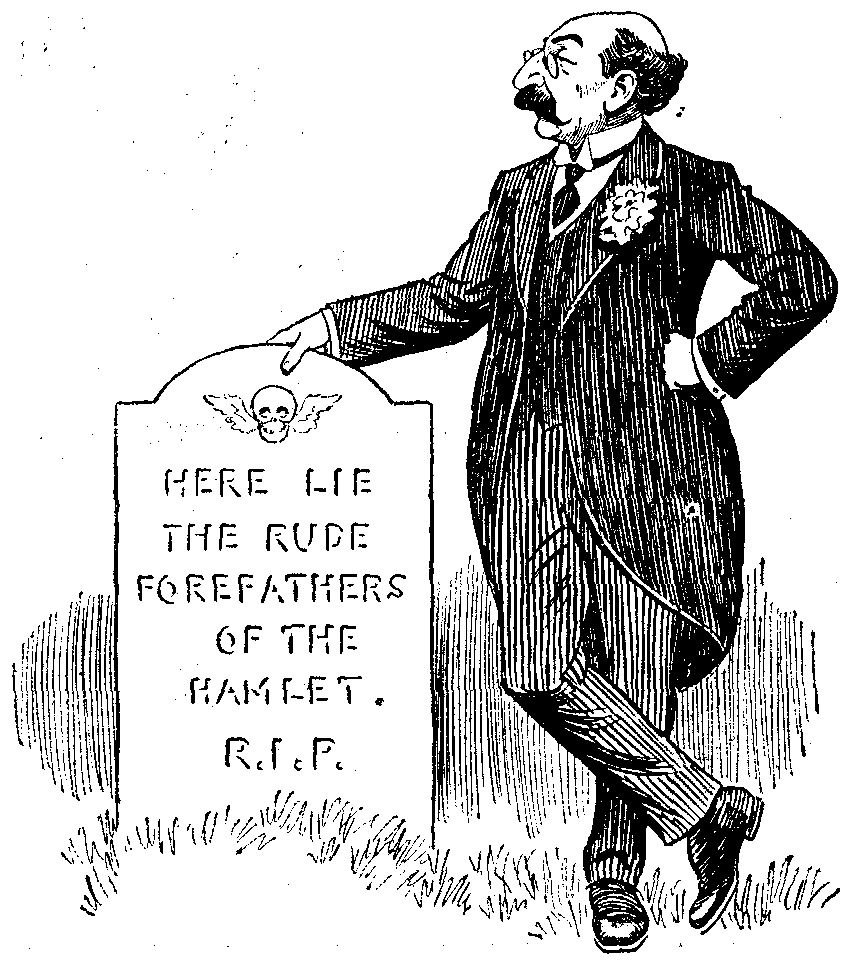 HERE LIE
THE RUDE
FOREFATHERS
OF THE
HAMLET.
R.I.P.